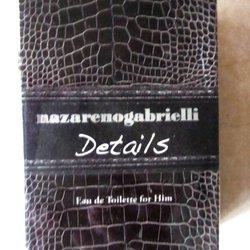 nazarenogabrielli
Details
Eau de Toilette for Him